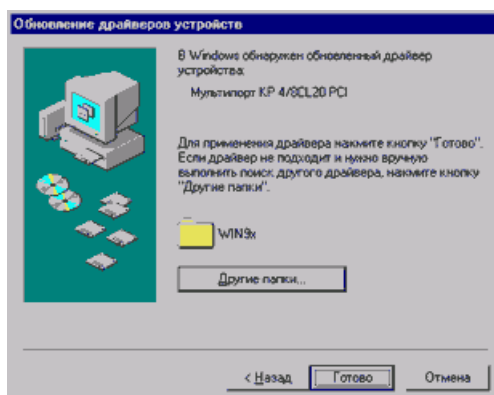 Обновление драйверов устройств
В Windows обнаружен обновленный драйвер
устройства:
Мультипорт КР 4/8CL20 PCI
Для применения драйвера нажмите кнопку "Готово".
Если драйвер не подходит и нужно вручную
выполнить поиск другого драйвера, нажмите кнопку
"Другие папки".
WIN9x
Другие папки...
< Назад
Готово
Отмена